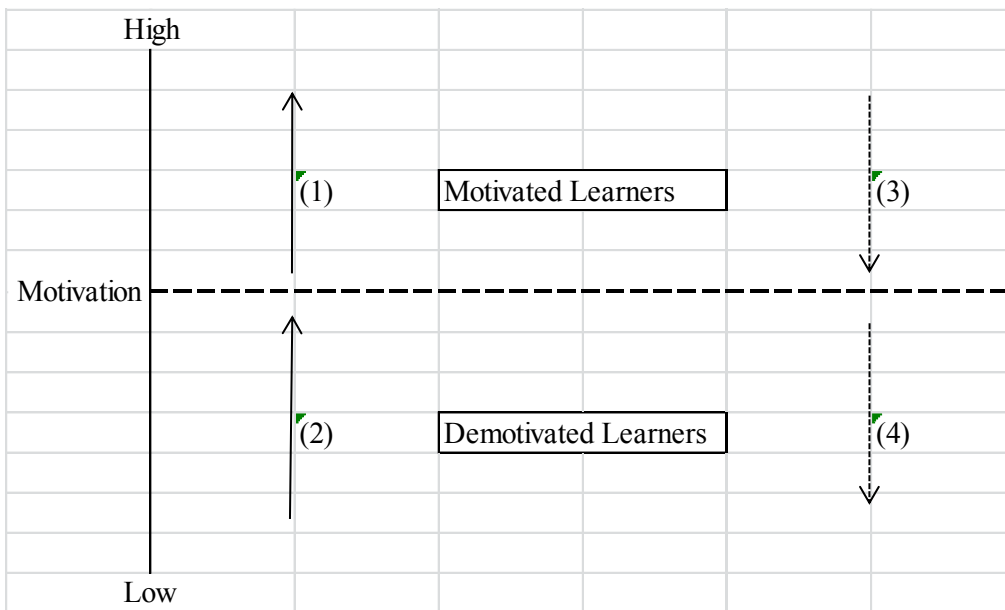 High
(1)
Motivated Learners
(3)
Motivation
(2)
Demotivated Learners
(4)
Low